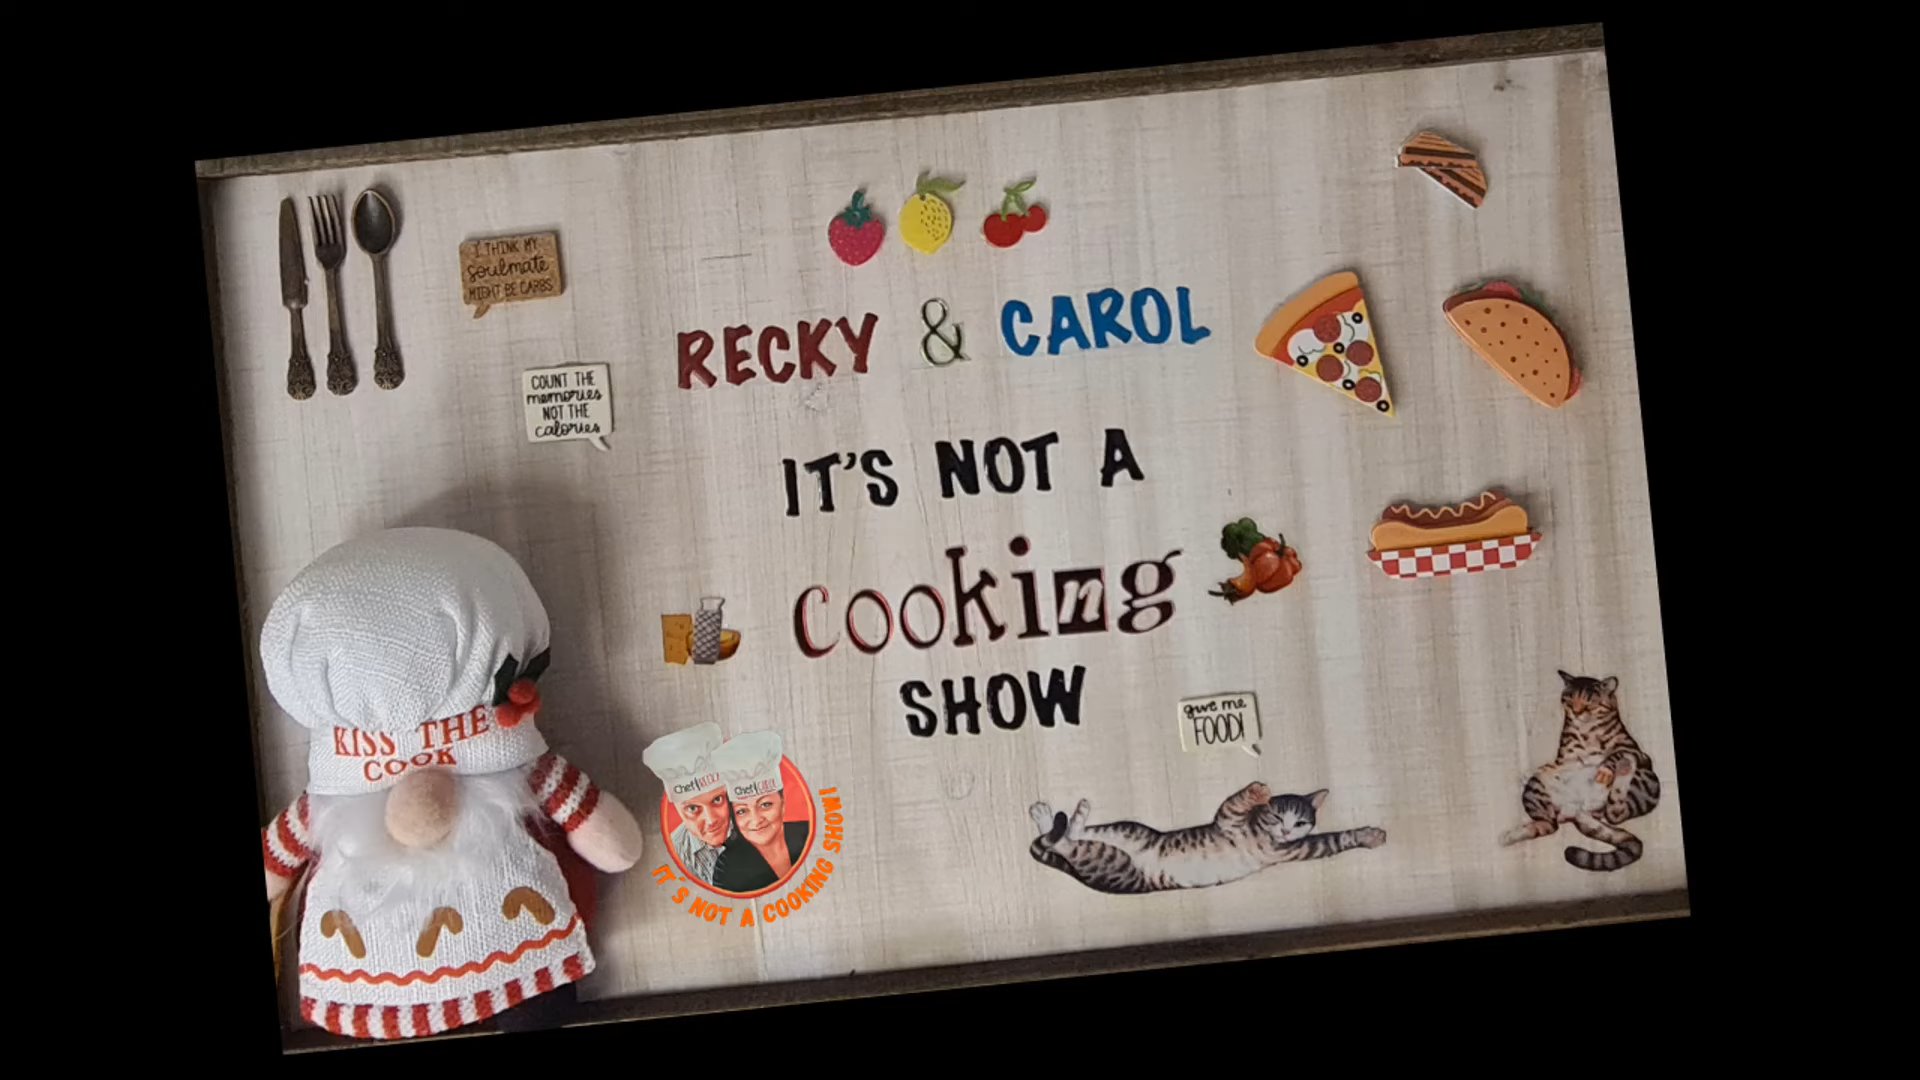 I THINK MY
soulmate
MIGHT BE CARBS
COUNT THE
memories
NOT THE
calories
RECKY & CAROL
IT'S NOT A
Cooking
SHOW
give me
FOOD!
KISS THE
COOK
Chef RECKY
Chef CAROL
IT'S NOT A COOKING SHOW!